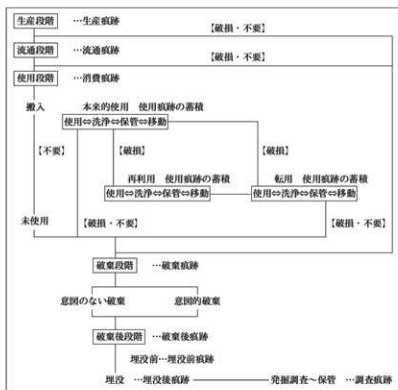 生産段階 …生産痕跡
【破損・不要】
流通段階 …流通痕跡
【破損・不要】
使用段階 …消費痕跡
搬入 本来的使用 使用痕跡の蓄積
使用⇔洗浄⇔保管⇔移動
【不要】 【破損】 【破損】
再利用 使用痕跡の蓄積 転用 使用痕跡の蓄積
使用⇔洗浄⇔保管⇔移動 使用⇔洗浄⇔保管⇔移動
未使用 【破損・不要】 【破損・不要】
破棄段階 …破棄痕跡
意図のない破棄 意図的破棄
破棄後段階 …破棄後痕跡
埋没前…埋没前痕跡
埋没 …埋没後痕跡 発掘調査~保管 …調査痕跡